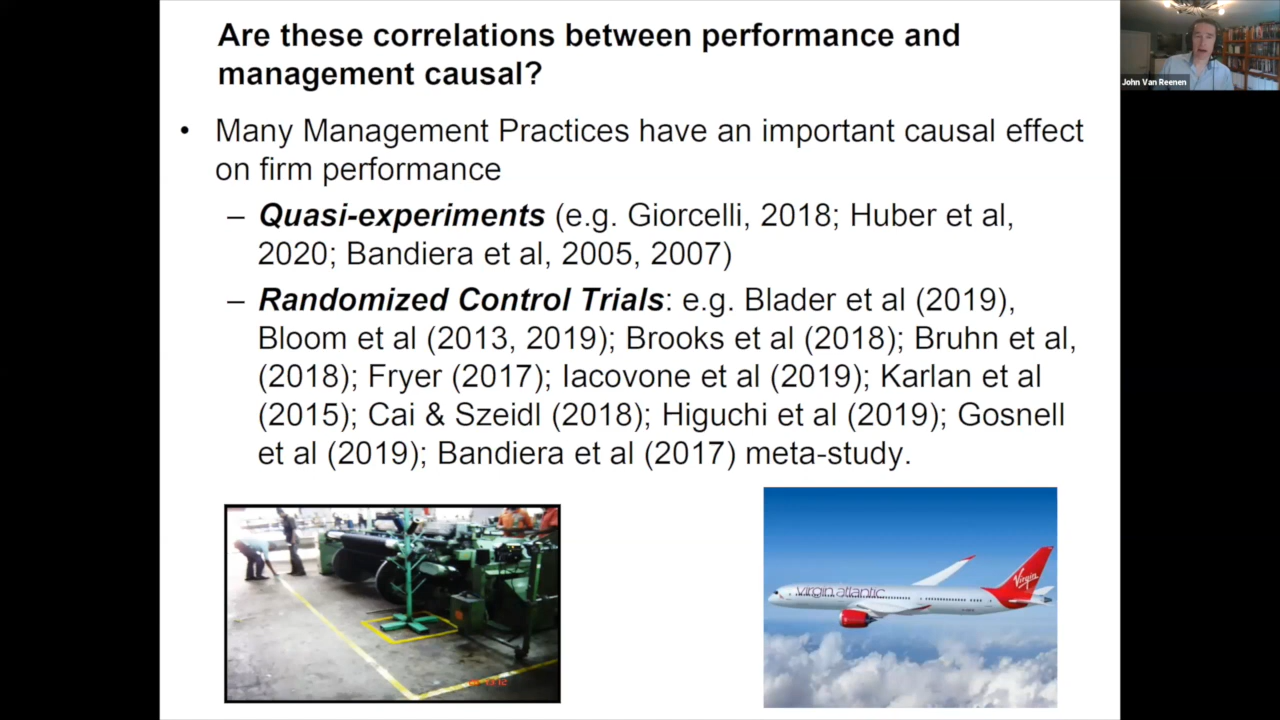 Are these correlations between performance and
management causal?
John Van Reenen
• Many Management Practices have an important causal effect
on firm performance
– Quasi-experiments (e.g. Giorcelli, 2018; Huber et al,
2020; Bandiera et al, 2005, 2007)
– Randomized Control Trials: e.g. Blader et al (2019),
Bloom et al (2013, 2019); Brooks et al (2018); Bruhn et al,
(2018); Fryer (2017); Iacovone et al (2019); Karlan et al
(2015); Cai & Szeidl (2018); Higuchi et al (2019); Gosnell
et al (2019); Bandiera et al (2017) meta-study.
virgin atlantic
Virgin